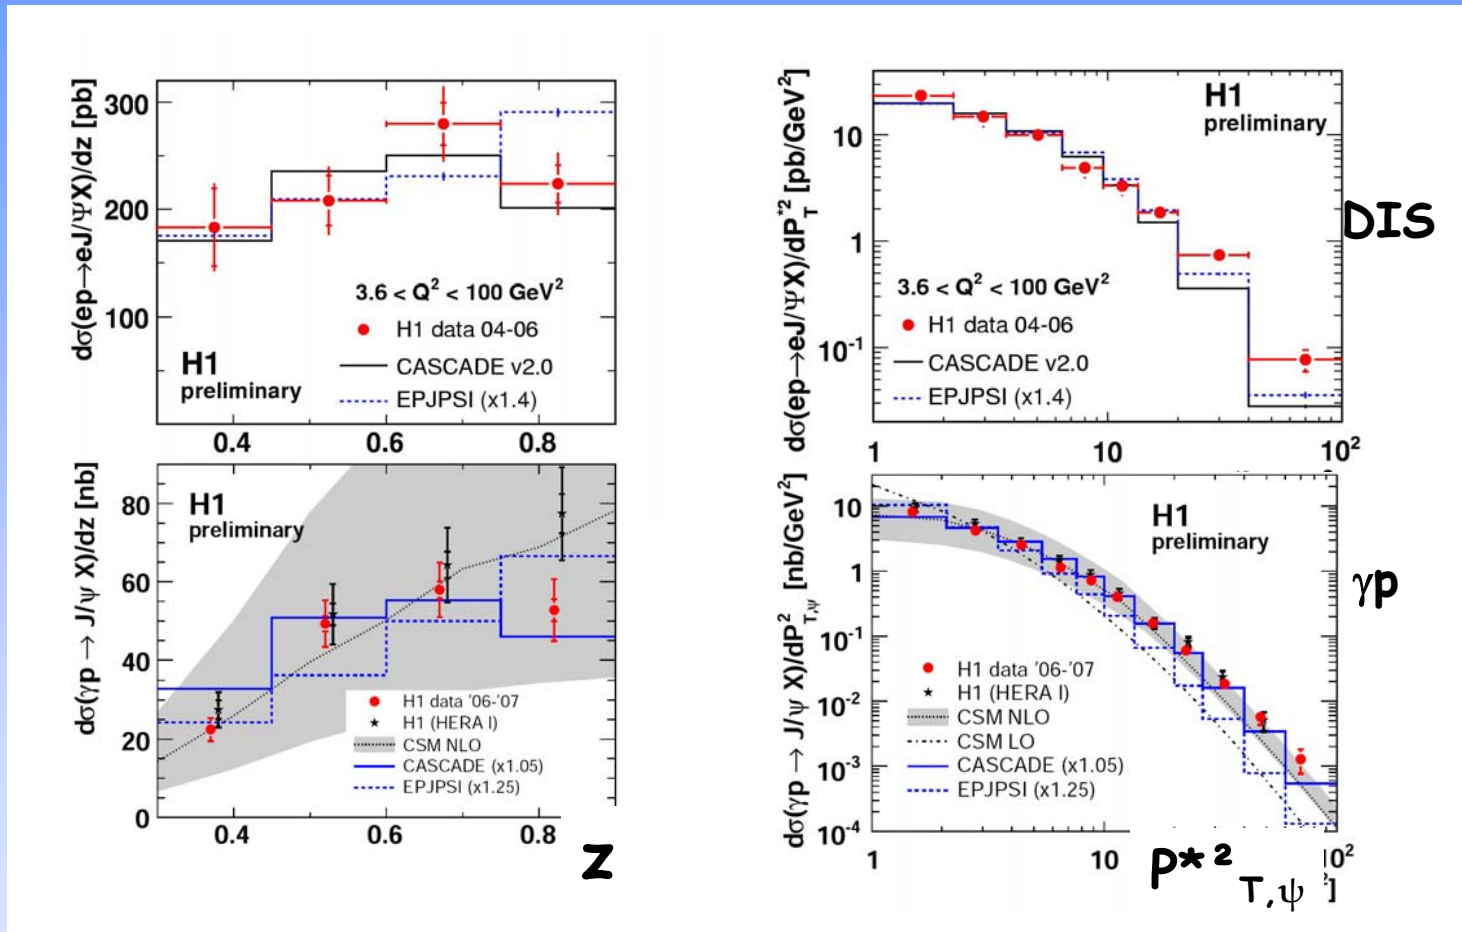 dσ(ep→eJ/ΨX)/dz [pb]
300
200
100
3.6 < Q² < 100 GeV²
H1 data 04-06
CASCADE v2.0
EPJPSI (x1.4)
H1
preliminary
0.4
0.6
0.8
dσ(ep→eJ/ΨX)/dP*²_T [pb/GeV²]
10
1
10⁻¹
H1
preliminary
3.6 < Q² < 100 GeV²
H1 data 04-06
CASCADE v2.0
EPJPSI (x1.4)
1
10
10²
DIS
dσ(γp → J/ψ X)/dz [nb]
80
60
40
20
0
H1
preliminary
H1 data '06-'07
H1 (HERA I)
CSM NLO
CASCADE (x1.05)
EPJPSI (x1.25)
0.4
0.6
0.8
z
dσ(γp → J/ψ X)/dP²_T,ψ [nb/GeV²]
10
1
10⁻¹
10⁻²
10⁻³
10⁻⁴
H1
preliminary
H1 data '06-'07
H1 (HERA I)
CSM NLO
CSM LO
CASCADE (x1.05)
EPJPSI (x1.25)
1
10
0²
²]
P*²_T,ψ
γp